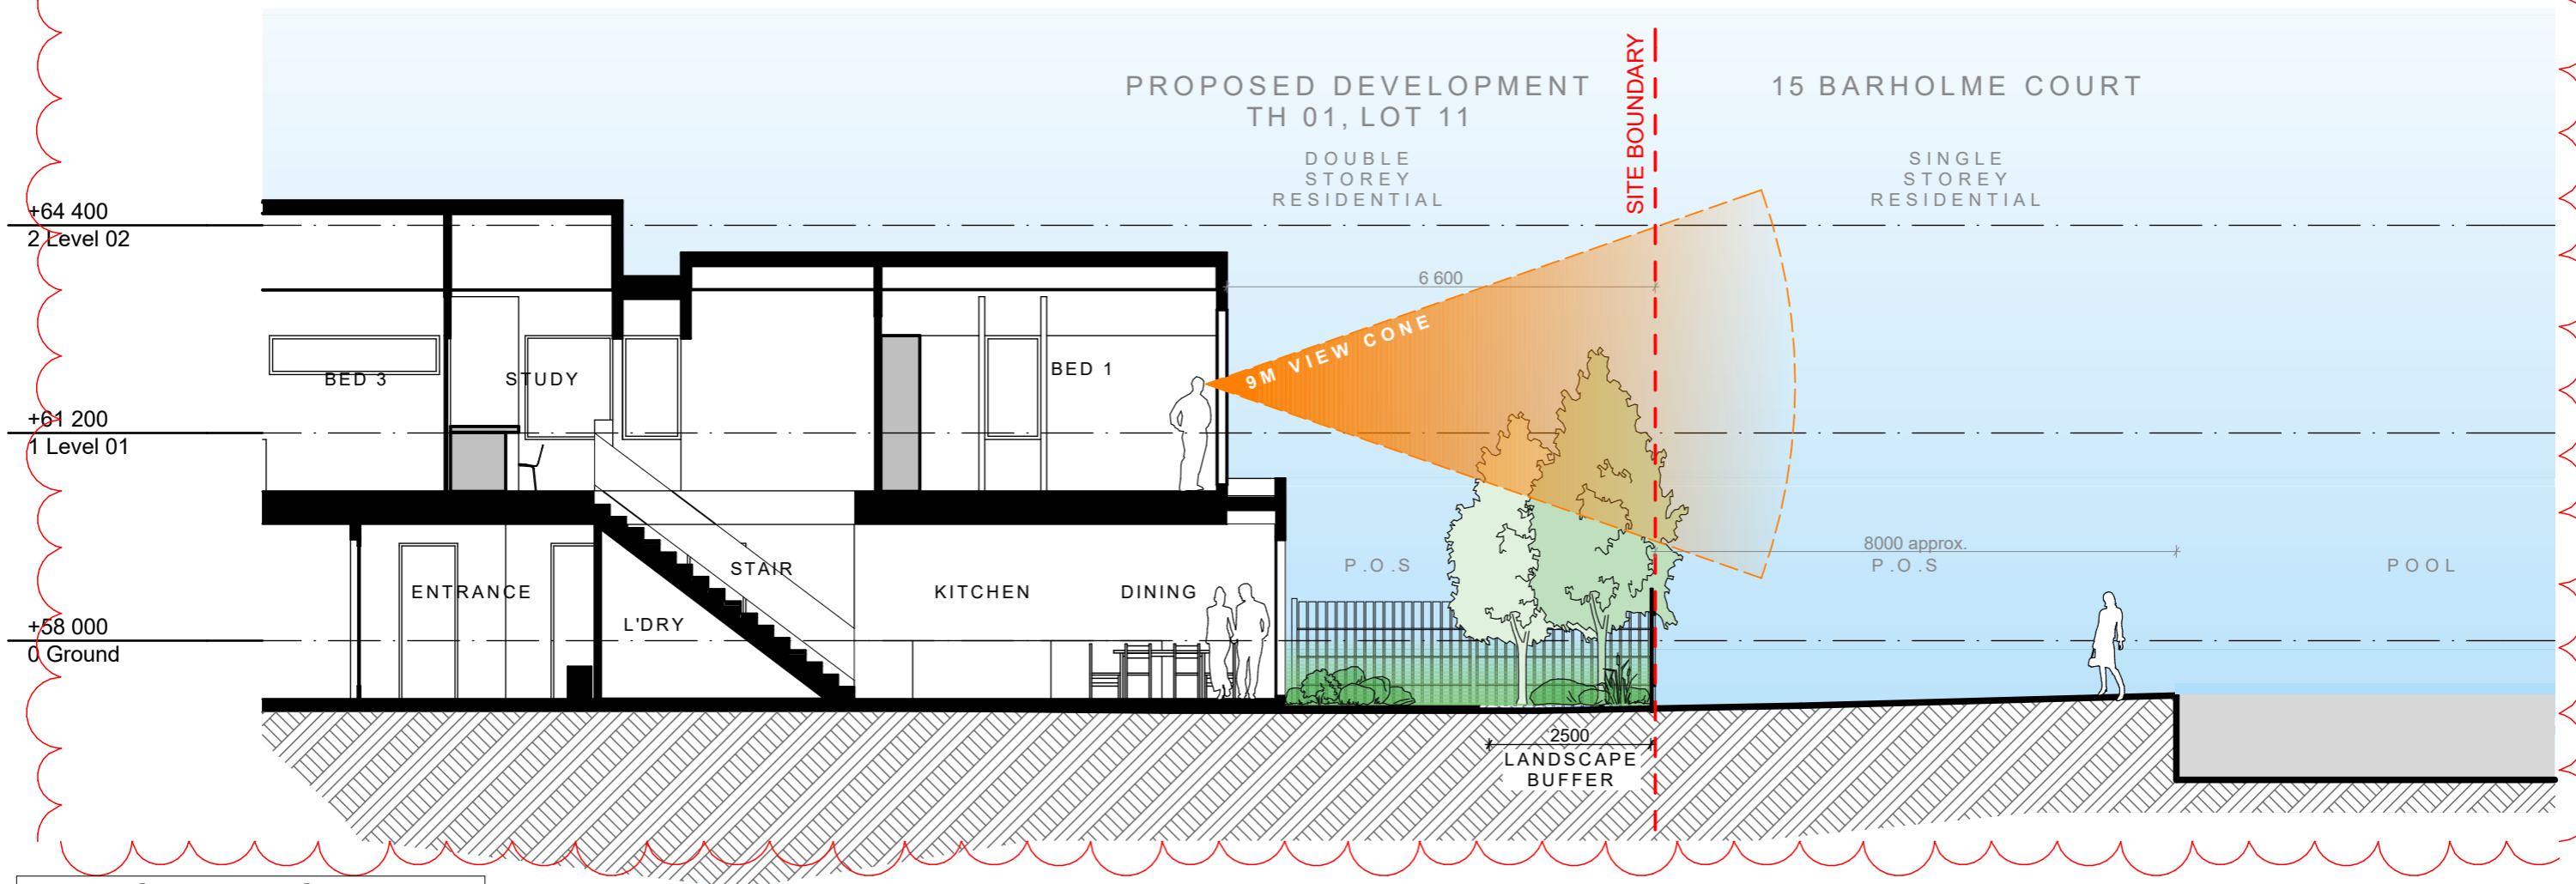 PROPOSED DEVELOPMENT
TH 01, LOT 11
DOUBLE
STOREY
RESIDENTIAL
SITE BOUNDARY
15 BARHOLME COURT
SINGLE
STOREY
RESIDENTIAL
+64 400
2 Level 02
6 600
9M VIEW CONE
BED 3
STUDY
BED 1
+61 200
1 Level 01
8000 approx.
P.O.S
P.O.S
POOL
ENTRANCE
STAIR
KITCHEN
DINING
L'DRY
+58 000
0 Ground
2500
LANDSCAPE
BUFFER